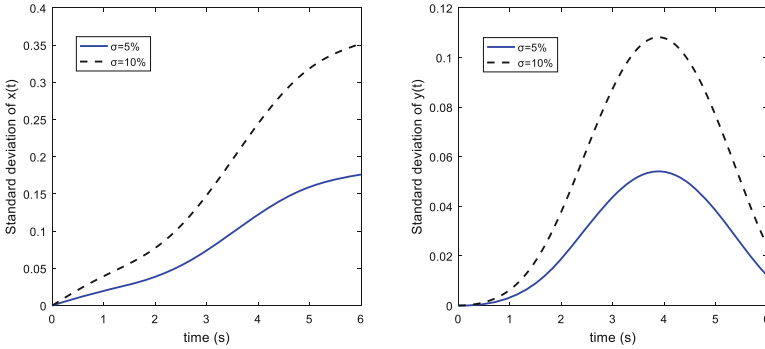 0.4
0.35
0.3
0.25
0.2
0.15
0.1
0.05
0
Standard deviation of x(t)
σ=5%
σ=10%
0 1 2 3 4 5 6
time (s)
0.12
0.1
0.08
0.06
0.04
0.02
0
Standard deviation of y(t)
σ=5%
σ=10%
0 1 2 3 4 5 6
time (s)